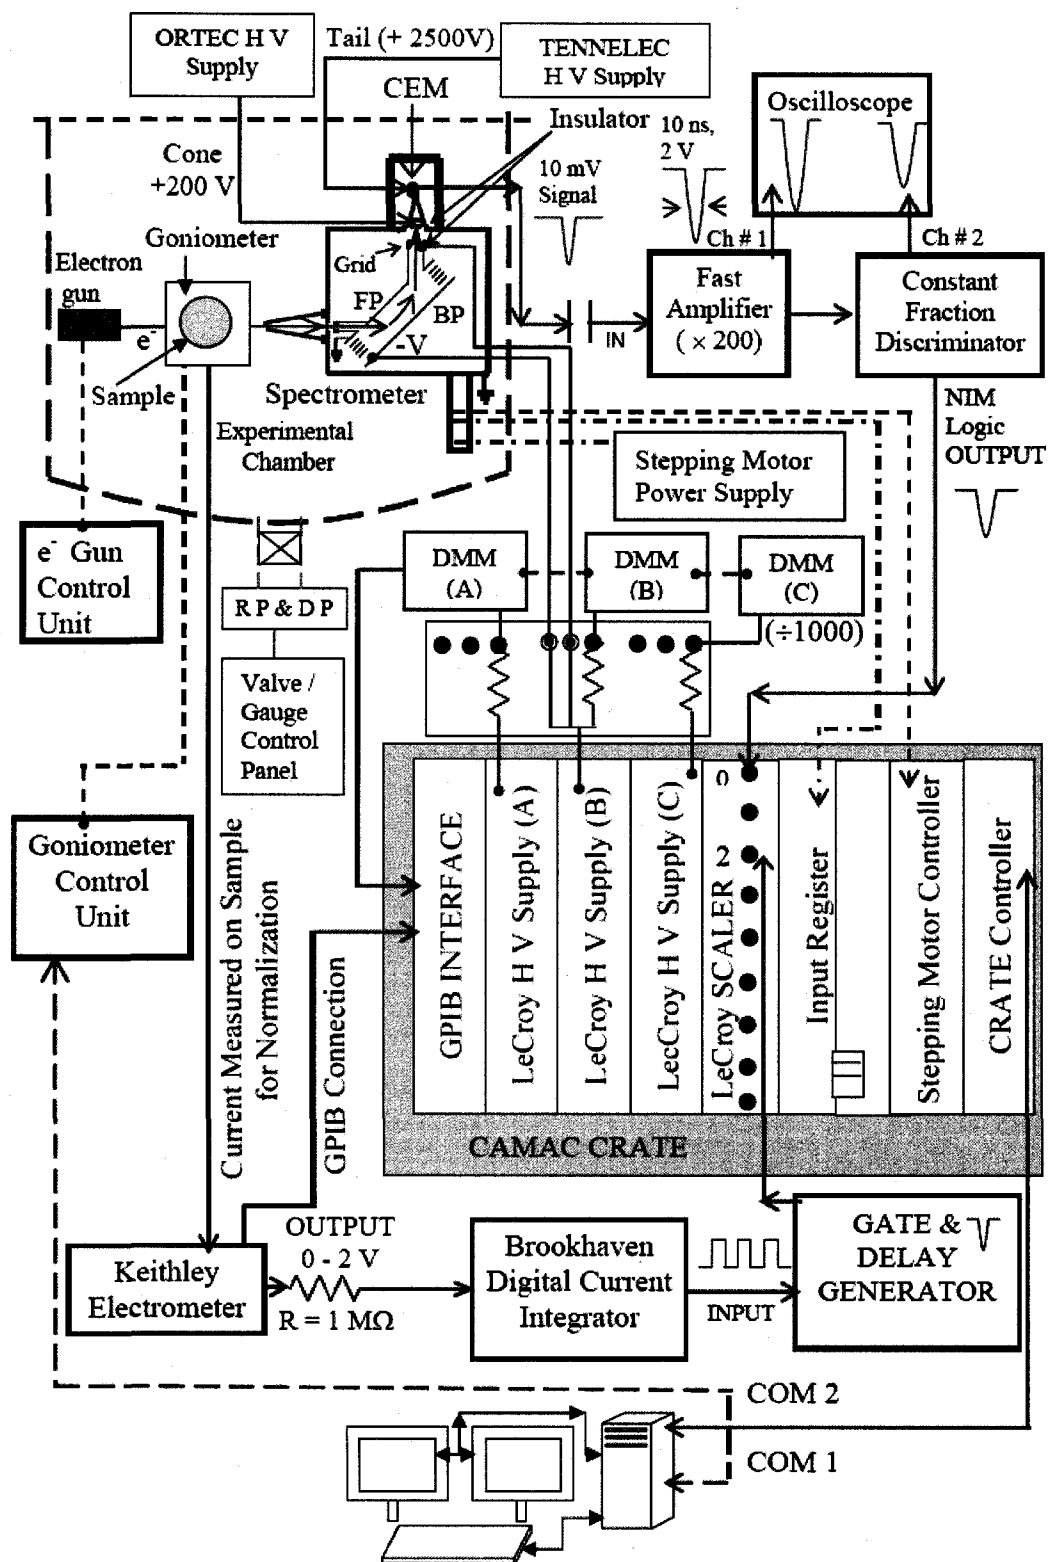 ORTEC H V
Supply
Tail (+ 2500V)
TENNELEC
H V Supply
CEM
Insulator
Cone
+200 V
10 mV
Signal
10 ns,
2 V
Oscilloscope
Goniometer
Electron
gun
e-
Sample
Grid
FP
BP
-V
Spectrometer
Experimental
Chamber
IN
Ch # 1
Ch # 2
Fast
Amplifier
( × 200)
Constant
Fraction
Discriminator
NIM
Logic
OUTPUT
Stepping Motor
Power Supply
e- Gun
Control
Unit
R P & D P
Valve /
Gauge
Control
Panel
DMM
(A)
DMM
(B)
DMM
(C)
(÷1000)
Goniometer
Control
Unit
Current Measured on Sample
for Normalization
GPIB Connection
GPIB INTERFACE
LeCroy H V Supply (A)
LeCroy H V Supply (B)
LecCroy H V Supply (C)
LeCroy SCALER
0
2
Input Register
Stepping Motor Controller
CRATE Controller
CAMAC CRATE
Keithley
Electrometer
OUTPUT
0 - 2 V
R = 1 MΩ
Brookhaven
Digital Current
Integrator
INPUT
GATE &
DELAY
GENERATOR
COM 2
COM 1